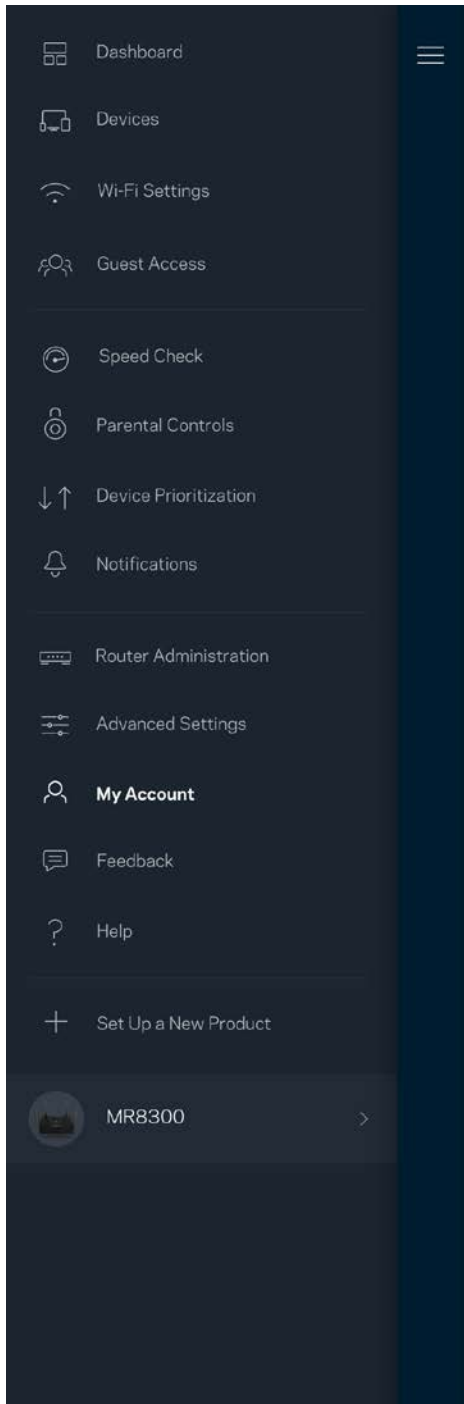 Dashboard
Devices
Wi-Fi Settings
Guest Access
Speed Check
Parental Controls
Device Prioritization
Notifications
Router Administration
Advanced Settings
My Account
Feedback
Help
Set Up a New Product
MR8300